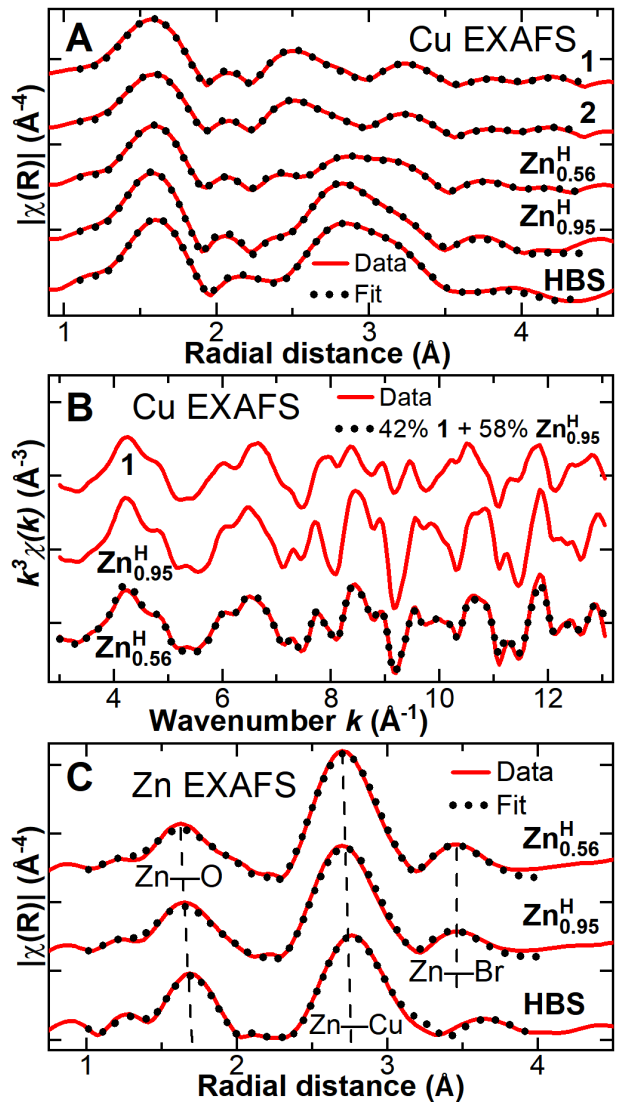 A
Cu EXAFS
1
2
Zn^H_0.56
Zn^H_0.95
HBS
Data
Fit
|χ(R)| (Å⁻⁴)
1 2 3 4
Radial distance (Å)
B
Cu EXAFS
Data
42% 1 + 58% Zn^H_0.95
1
Zn^H_0.95
Zn^H_0.56
k³χ(k) (Å⁻³)
4 6 8 10 12
Wavenumber k (Å⁻¹)
C
Zn EXAFS
Data
Fit
Zn^H_0.56
Zn—O
Zn^H_0.95
Zn—Br
HBS
Zn—Cu
|χ(R)| (Å⁻⁴)
1 2 3 4
Radial distance (Å)